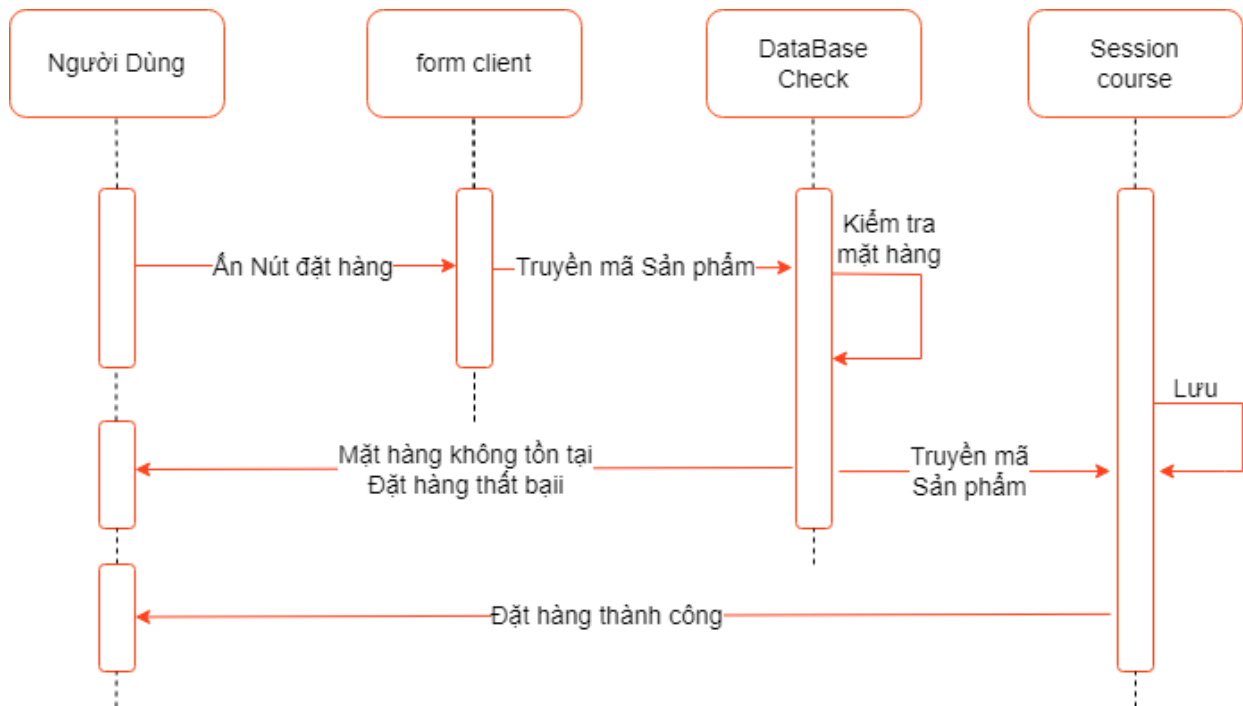 Người Dùng
form client
DataBase
Check
Session
course
Ấn Nút đặt hàng
Truyền mã Sản phẩm
Kiểm tra
mặt hàng
Lưu
Mặt hàng không tồn tại
Đặt hàng thất bạii
Truyền mã
Sản phẩm
Đặt hàng thành công